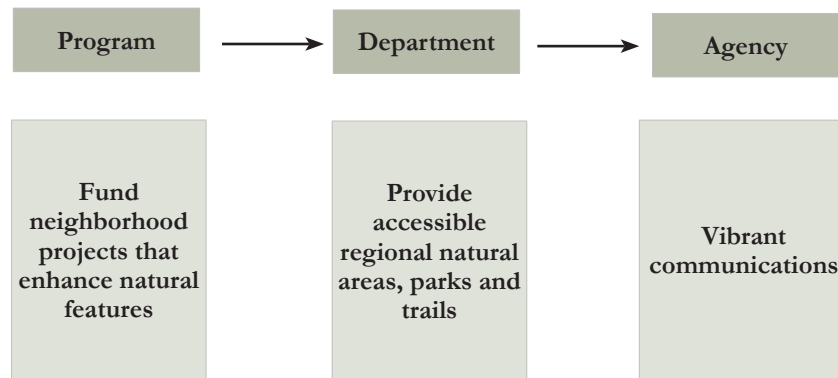 Program
Department
Agency
Fund
neighborhood
projects that
enhance natural
features
Provide
accessible
regional natural
areas, parks and
trails
Vibrant
communications